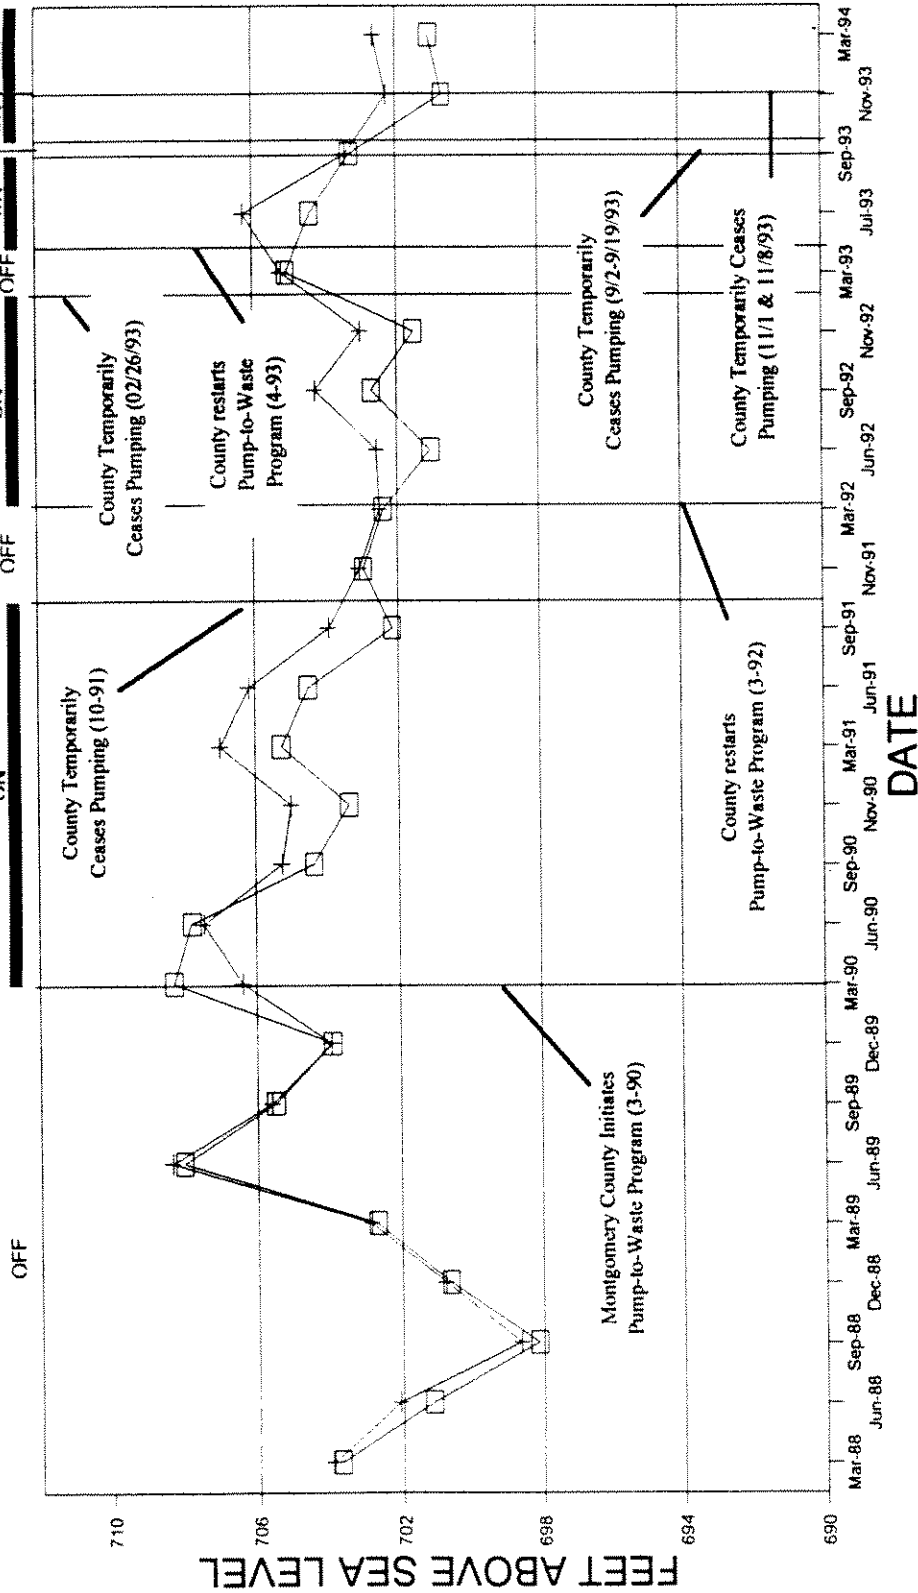 OFF
OFF
OFF
County Temporarily
Ceases Pumping (10-91)
County Temporarily
Ceases Pumping (02/26/93)
County restarts
Pump-to-Waste
Program (4-93)
Montgomery County Initiates
Pump-to-Waste Program (3-90)
County restarts
Pump-to-Waste Program (3-92)
County Temporarily
Ceases Pumping (9/2-9/19/93)
County Temporarily Ceases
Pumping (11/1 & 11/8/93)
FEET ABOVE SEA LEVEL
710
706
702
698
694
690
Mar-88
Jun-88
Sep-88
Dec-88
Mar-89
Jun-89
Sep-89
Dec-89
Mar-90
Jun-90
Sep-90
Nov-90
Mar-91
Jun-91
Sep-91
Nov-91
Mar-92
Jun-92
Sep-92
Nov-92
Mar-93
Jul-93
Sep-93
Nov-93
Mar-94
DATE